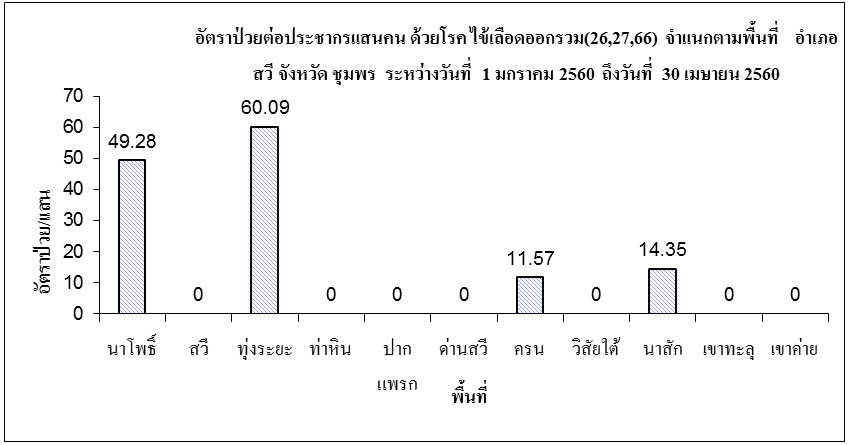 อัตราป่วยต่อประชากรแสนคน ด้วยโรค ไข้เลือดออกรวม(26,27,66) จำแนกตามพื้นที่ อำเภอ
สวี จังหวัด ชุมพร ระหว่างวันที่ 1 มกราคม 2560 ถึงวันที่ 30 เมษายน 2560
อัตราป่วย/แสน
70
60
50
40
30
20
10
0
49.28
0
60.09
0
0
0
11.57
0
14.35
0
0
นาโพธิ์
สวี
ทุ่งระยะ
ท่าหิน
ปาก
แพรก
ด่านสวี
ครน
วิสัยใต้
นาสัก
เขาทะลุ
เขาค่าย
พื้นที่